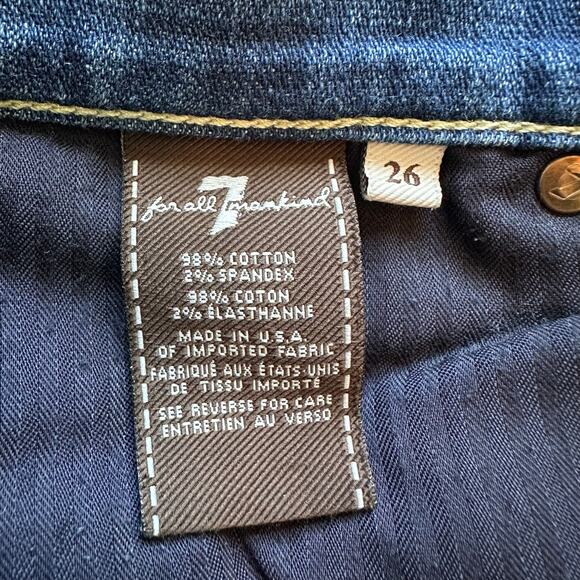 7
for all mankind
26
98% COTTON
2% SPANDEX
98% COTON
2% ÉLASTHANNE
MADE IN U.S.A.
OF IMPORTED FABRIC
FABRIQUÉ AUX ÉTATS-UNIS
DE TISSU IMPORTÉ
SEE REVERSE FOR CARE
ENTRETIEN AU VERSO